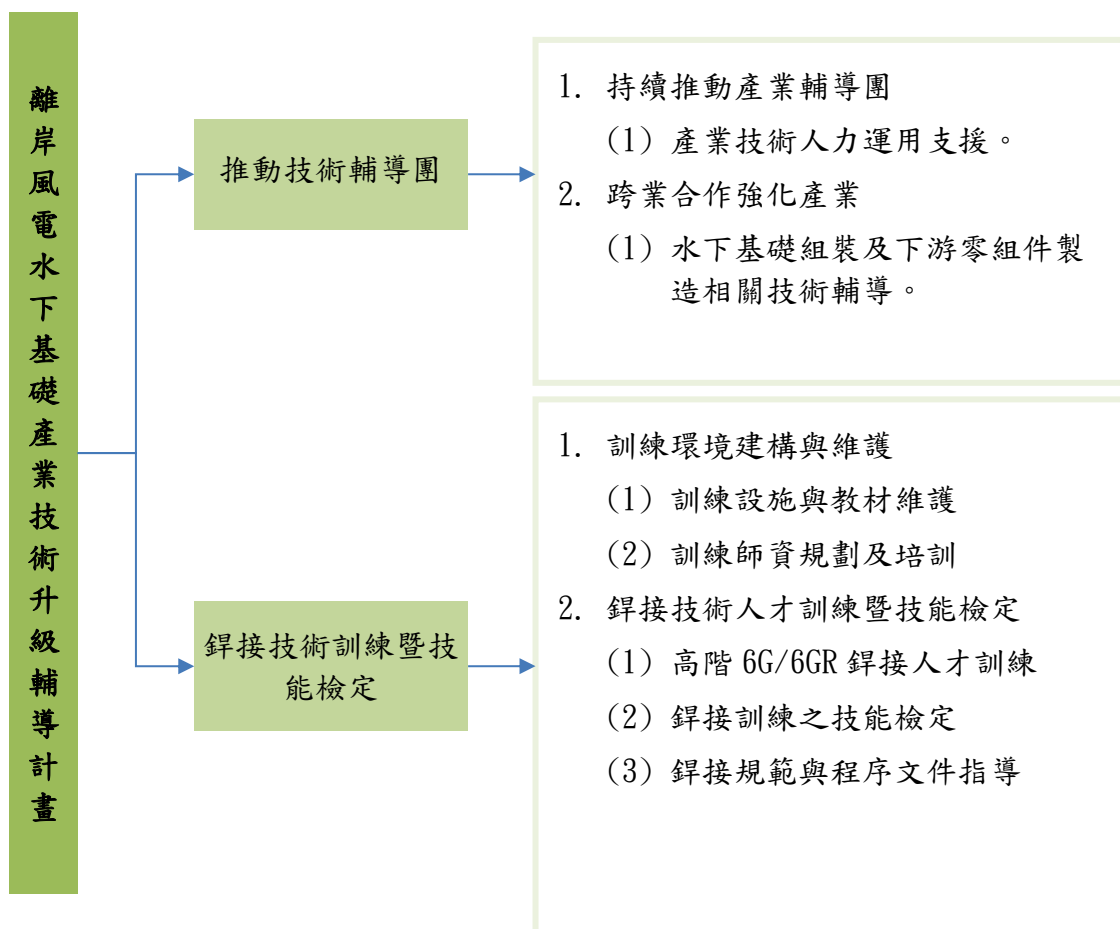 離岸風電水下基礎產業技術升級輔導計畫
推動技術輔導團
1. 持續推動產業輔導團
(1) 產業技術人力運用支援。
2. 跨業合作強化產業
(1) 水下基礎組裝及下游零組件製
造相關技術輔導。
銲接技術訓練暨技
能檢定
1. 訓練環境建構與維護
(1) 訓練設施與教材維護
(2) 訓練師資規劃及培訓
2. 銲接技術人才訓練暨技能檢定
(1) 高階 6G/6GR 銲接人才訓練
(2) 銲接訓練之技能檢定
(3) 銲接規範與程序文件指導